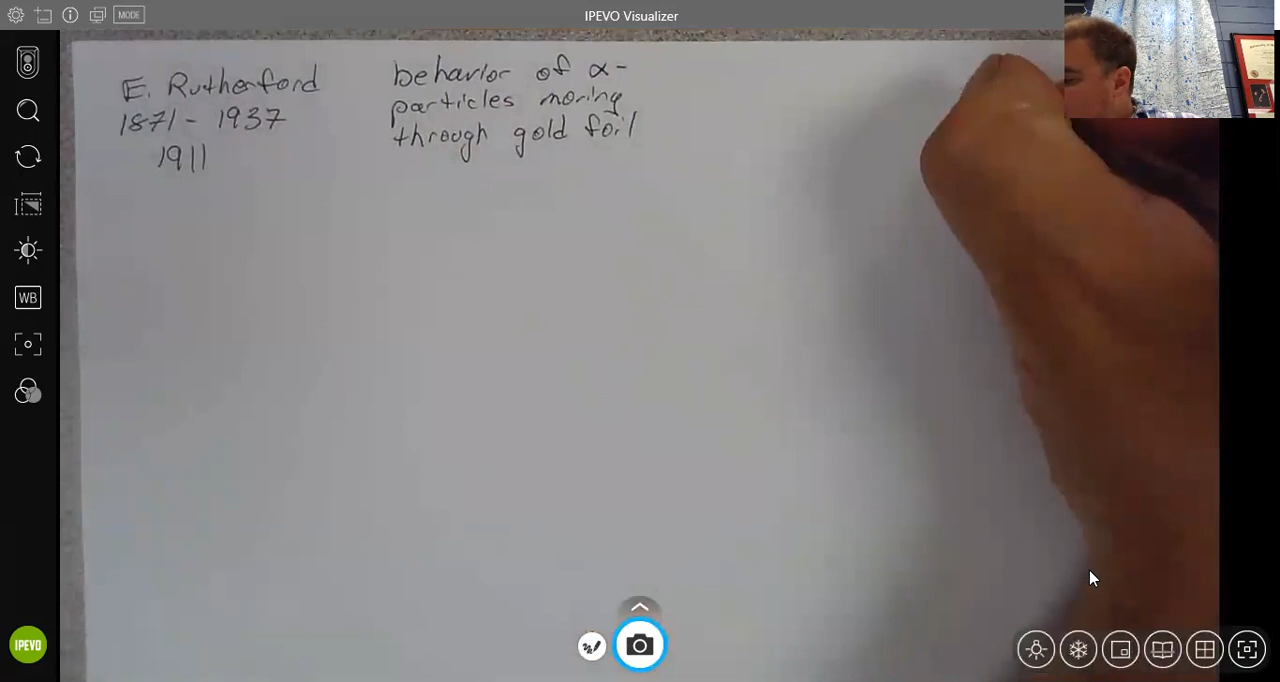 MODE
IPEVO Visualizer
E. Rutherford
1871 - 1937
1911
behavior of α-
particles moving
through gold foil
WB
IPEVO